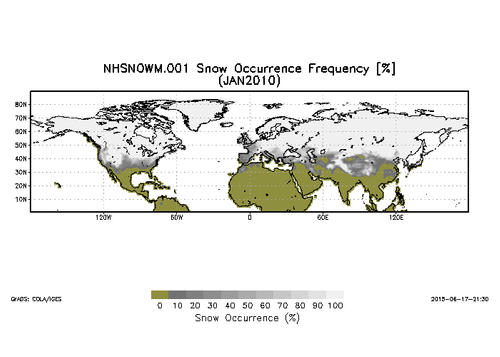 NHSNOWM.001 Snow Occurrence Frequency [%]
(JAN2010)
80N
70N
60N
50N
40N
30N
20N
10N
120W 60W 0 60E 120E
0 10 20 30 40 50 60 70 80 90 100
Snow Occurrence (%)
GrADS: COLA/IGES 2015-06-17-21:30